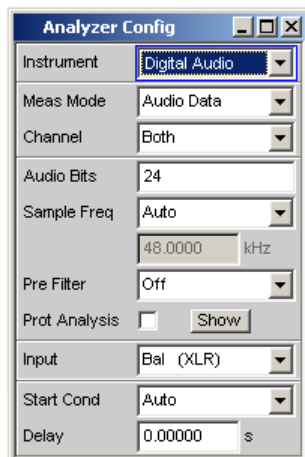 Analyzer Config
Instrument Digital Audio
Meas Mode Audio Data
Channel Both
Audio Bits 24
Sample Freq Auto
48.0000 kHz
Pre Filter Off
Prot Analysis Show
Input Bal (XLR)
Start Cond Auto
Delay 0.00000 s